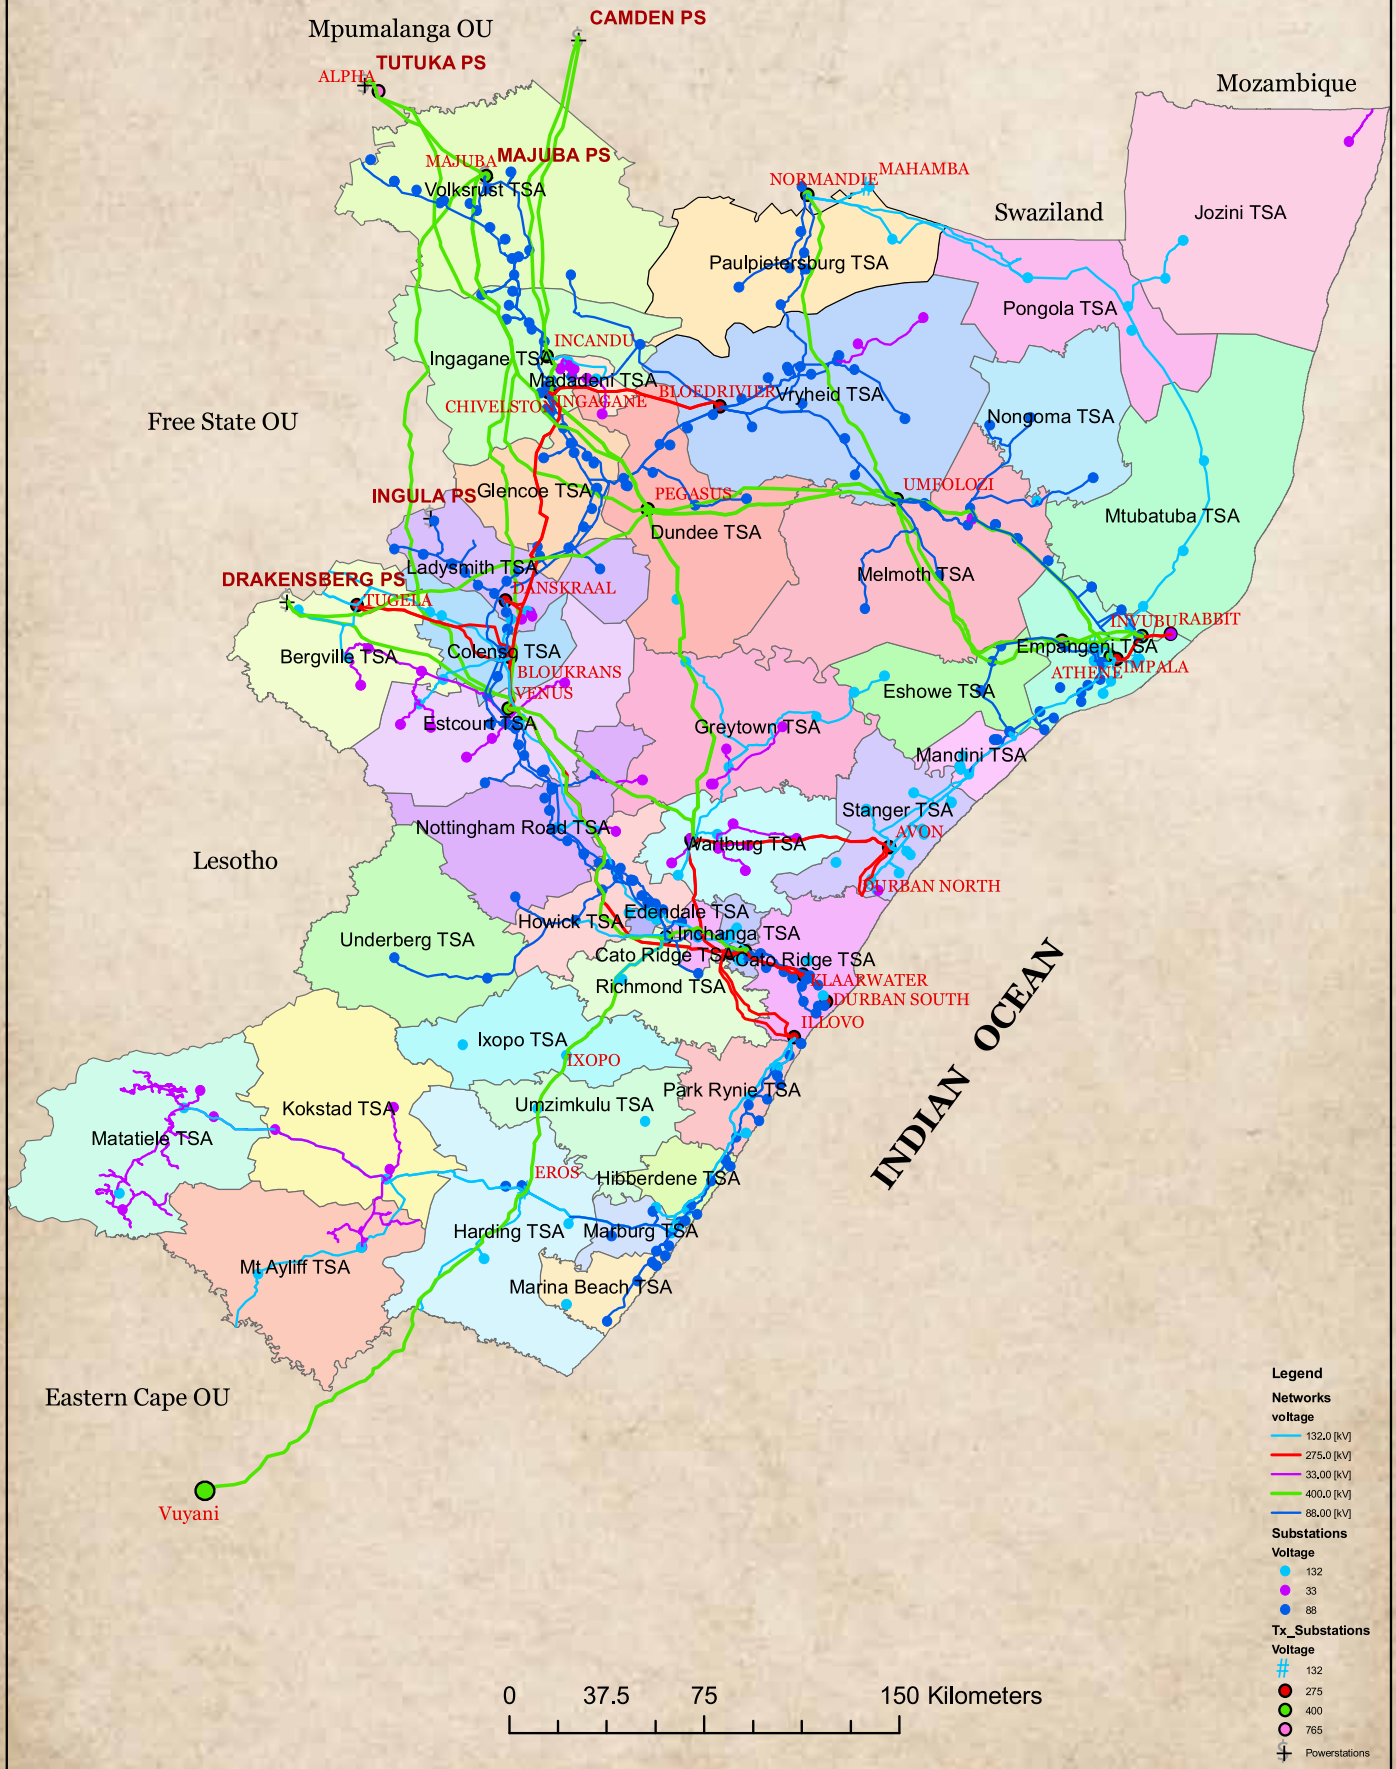 CAMDEN PS
Mpumalanga OU
TUTUKA PS
ALPHA
Mozambique
MAJUBA
MAJUBA PS
MAHAMBA
NORMANDIE
Volksrust TSA
Swaziland
Jozini TSA
Paulpietersburg TSA
Pongola TSA
INCANDU
Ingagane TSA
Madadeni TSA
BLOEDRIVIER
Vryheid TSA
INGAGANE
Nongoma TSA
Free State OU
UMFOLOZI
Glencoe TSA
PEGASUS
INGULA PS
Mtubatuba TSA
Dundee TSA
Ladysmith TSA
Melmoth TSA
DRAKENSBERG PS
DANSKRAAL
TUGELA
INVUBU
RABBIT
Empangeni TSA
Colenso TSA
Bergville TSA
IMPALA
BLOUKRANS
ATHENE
Eshowe TSA
VENUS
Estcourt TSA
Greytown TSA
Mandini TSA
Stanger TSA
Nottingham Road TSA
AVON
Wartburg TSA
Lesotho
DURBAN NORTH
Edendale TSA
Howick TSA
Inchanga TSA
Underberg TSA
Cato Ridge TSA
Cato Ridge TSA
KLAARWATER
Richmond TSA
DURBAN SOUTH
ILLOVO
Ixopo TSA
IXOPO
INDIAN OCEAN
Park Rynie TSA
Umzimkulu TSA
Kokstad TSA
Matatiele TSA
EROS
Hibberdene TSA
Harding TSA
Marburg TSA
Mt Ayliff TSA
Marina Beach TSA
Eastern Cape OU
Vuyani
Legend
Networks
voltage
132.0 [kV]
275.0 [kV]
33.00 [kV]
400.0 [kV]
88.00 [kV]
Substations
Voltage
132
33
88
Tx_Substations
Voltage
132
275
400
765
Powerstations
0 37.5 75 150 Kilometers